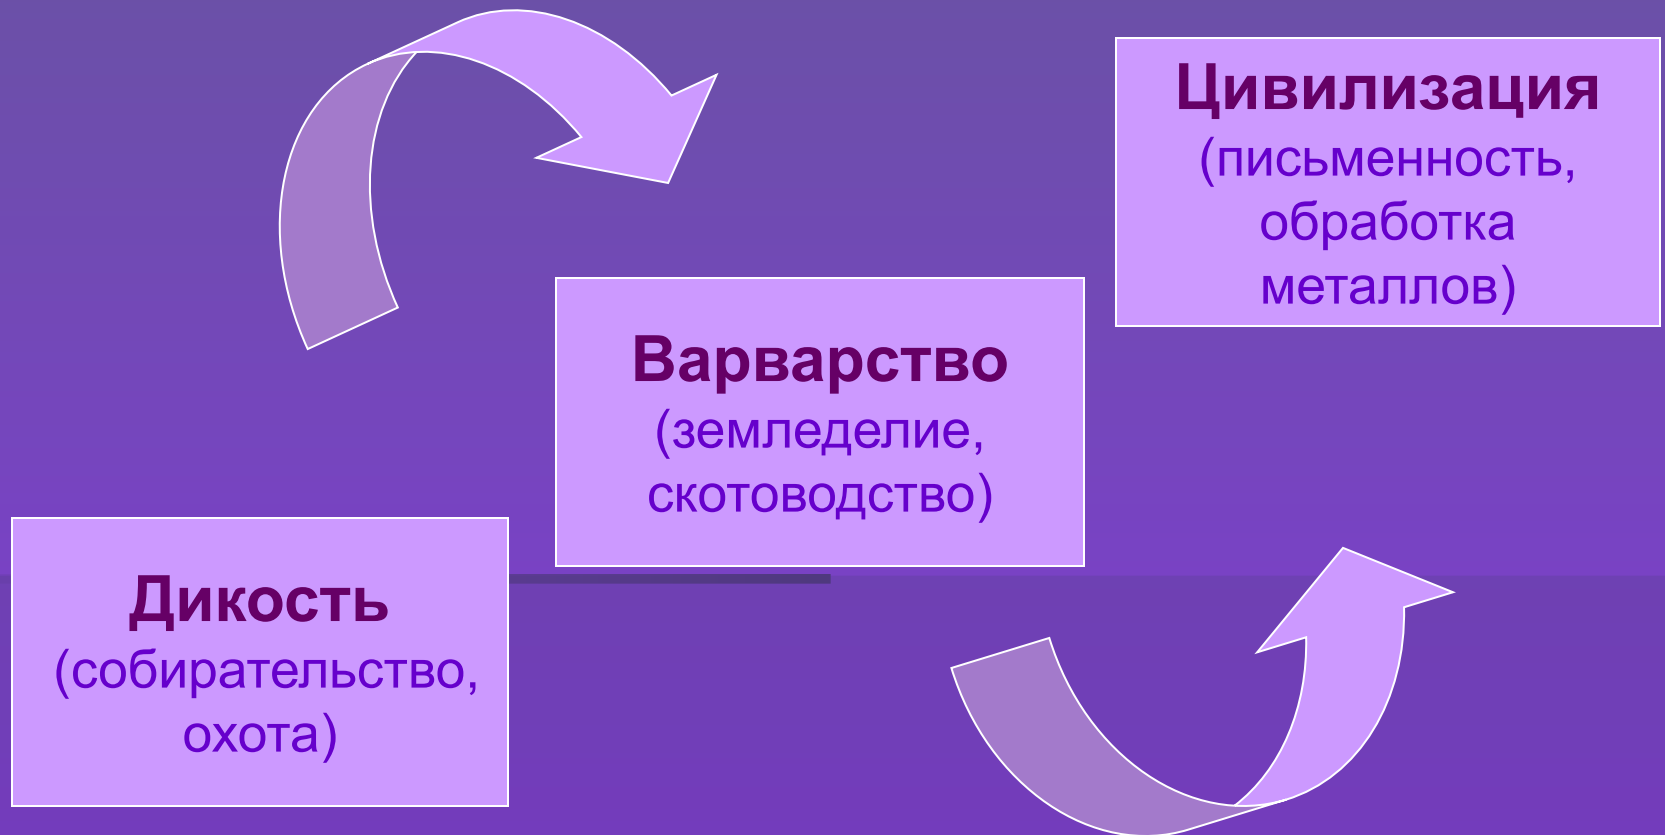 Цивилизация
(письменность,
обработка
металлов)
Варварство
(земледелие,
скотоводство)
Дикость
(собирательство,
охота)